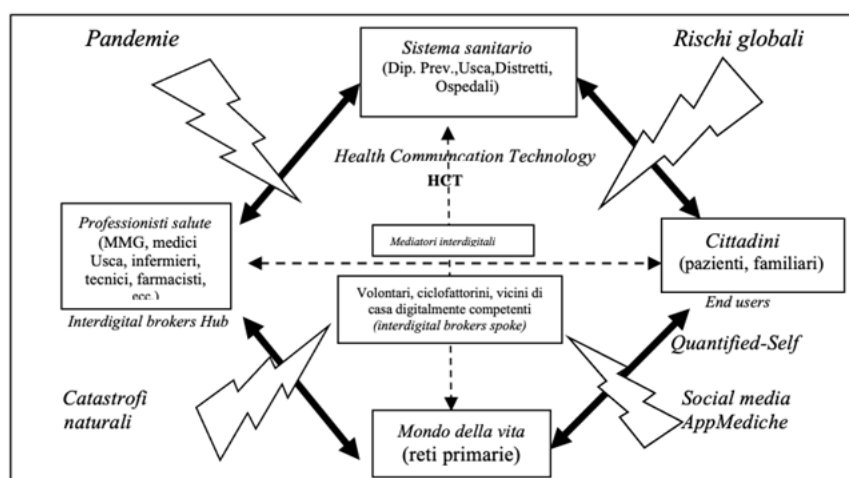 Pandemie
Sistema sanitario
Rischi globali
(Dip. Prev.,Usca,Distretti,
Ospedali)
Health Communcation Technology
HCT
Professionisti salute
(MMG, medici
Usca, infermieri,
tecnici, farmacisti,
ecc.)
Interdigital brokers Hub
Mediatori interdigitali
Cittadini
(pazienti, familiari)
End users
Volontari, ciclofattorini, vicini di
casa digitalmente competenti
(interdigital brokers spoke)
Quantified-Self
Catastrofi
naturali
Social media
AppMediche
Mondo della vita
(reti primarie)